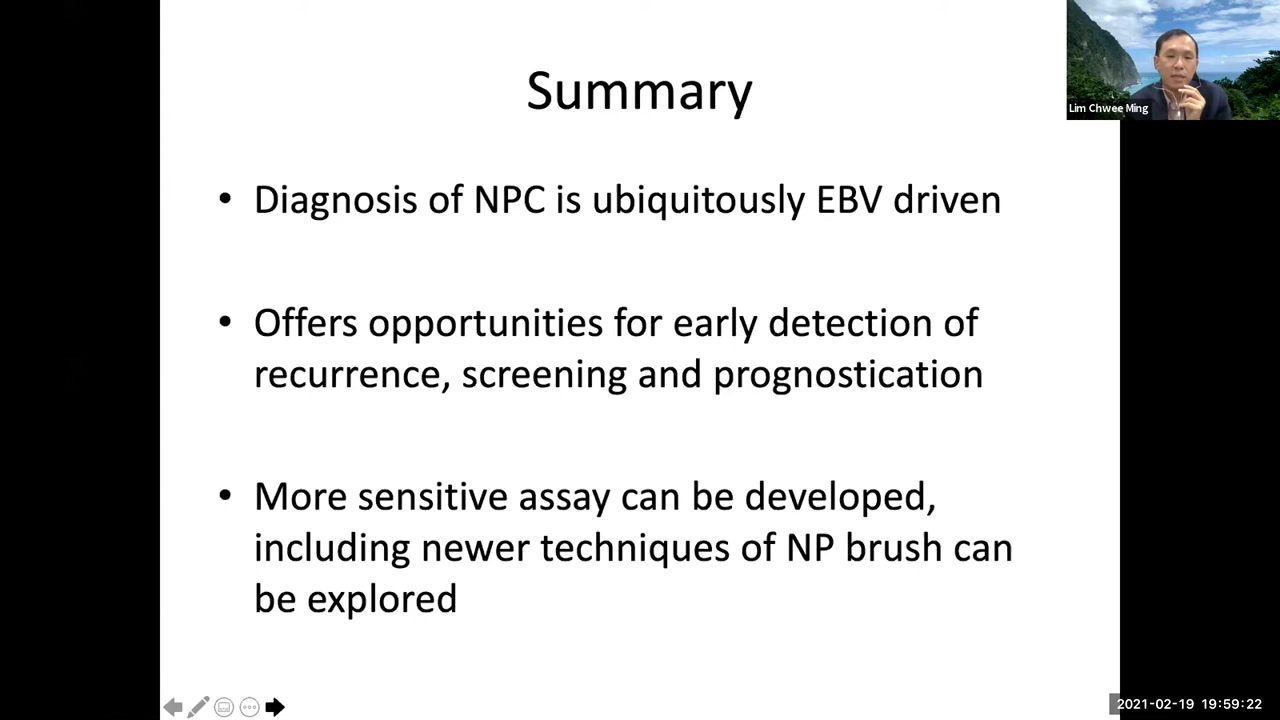 Summary
Lim Chwee Ming
• Diagnosis of NPC is ubiquitously EBV driven
• Offers opportunities for early detection of
recurrence, screening and prognostication
• More sensitive assay can be developed,
including newer techniques of NP brush can
be explored
2021-02-19 19:59:22